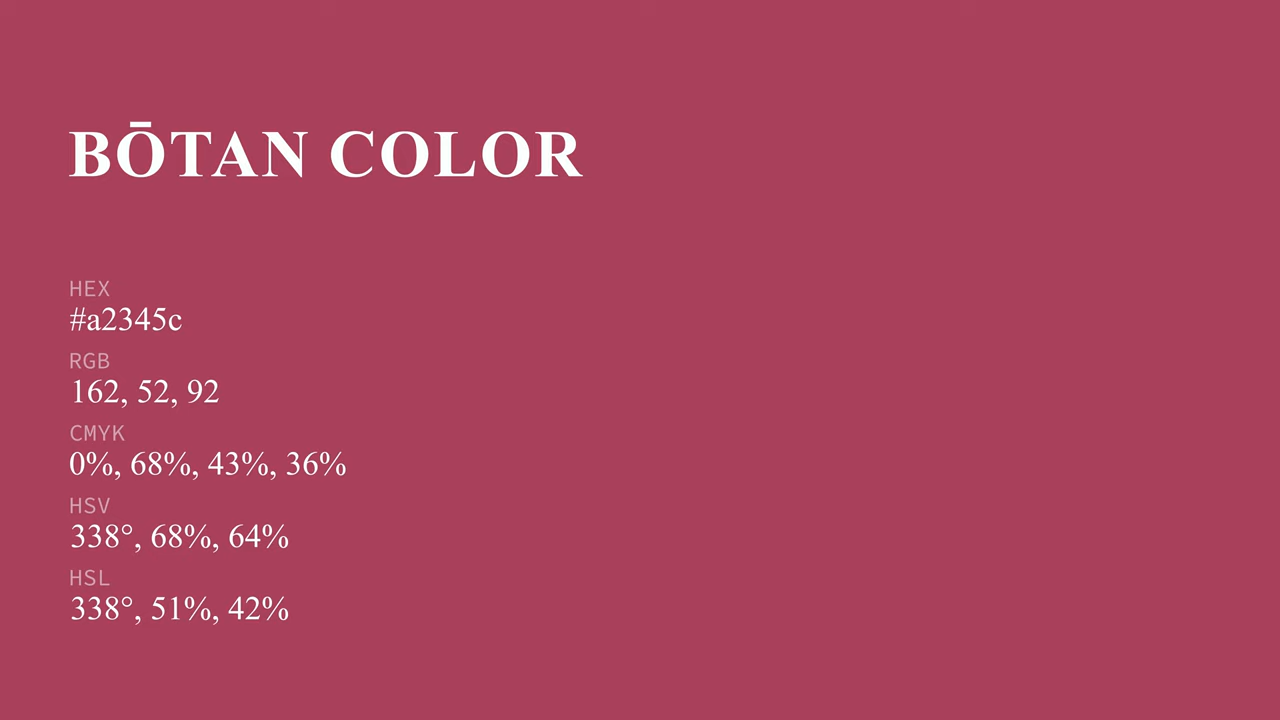 BŌTAN COLOR
HEX
#a2345c
RGB
162, 52, 92
CMYK
0%, 68%, 43%, 36%
HSV
338°, 68%, 64%
HSL
338°, 51%, 42%